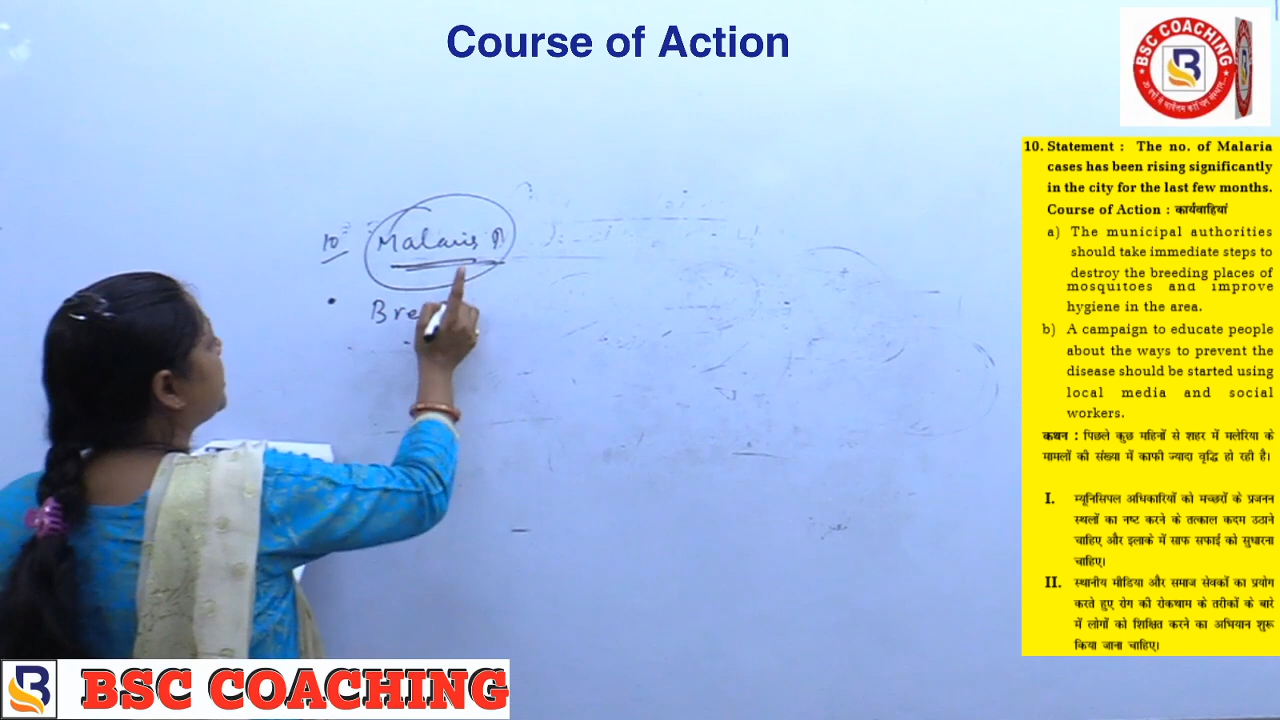 Course of Action
BSC COACHING
10. Statement : The no. of Malaria
cases has been rising significantly
in the city for the last few months.
Course of Action : कार्यवाहियां
a) The municipal authorities
should take immediate steps to
destroy the breeding places of
mosquitoes and improve
hygiene in the area.
b) A campaign to educate people
about the ways to prevent the
disease should be started using
local media and social
workers.
कथन : पिछले कुछ महिनों से शहर में मलेरिया के
मामलों की संख्या में काफी ज्यादा वृद्धि हो रही है।
I. म्यूनिसिपल अधिकारियों को मच्छरों के प्रजनन
स्थलों का नष्ट करने के तत्काल कदम उठाने
चाहिए और इलाके में साफ सफाई को सुधारना
चाहिए।
II. स्थानीय मीडिया और समाज सेवकों का प्रयोग
करते हुए रोग की रोकथाम के तरीकों के बारे
में लोगों को शिक्षित करने का अभियान शुरू
किया जाना चाहिए।
10
• Bre
BSC COACHING